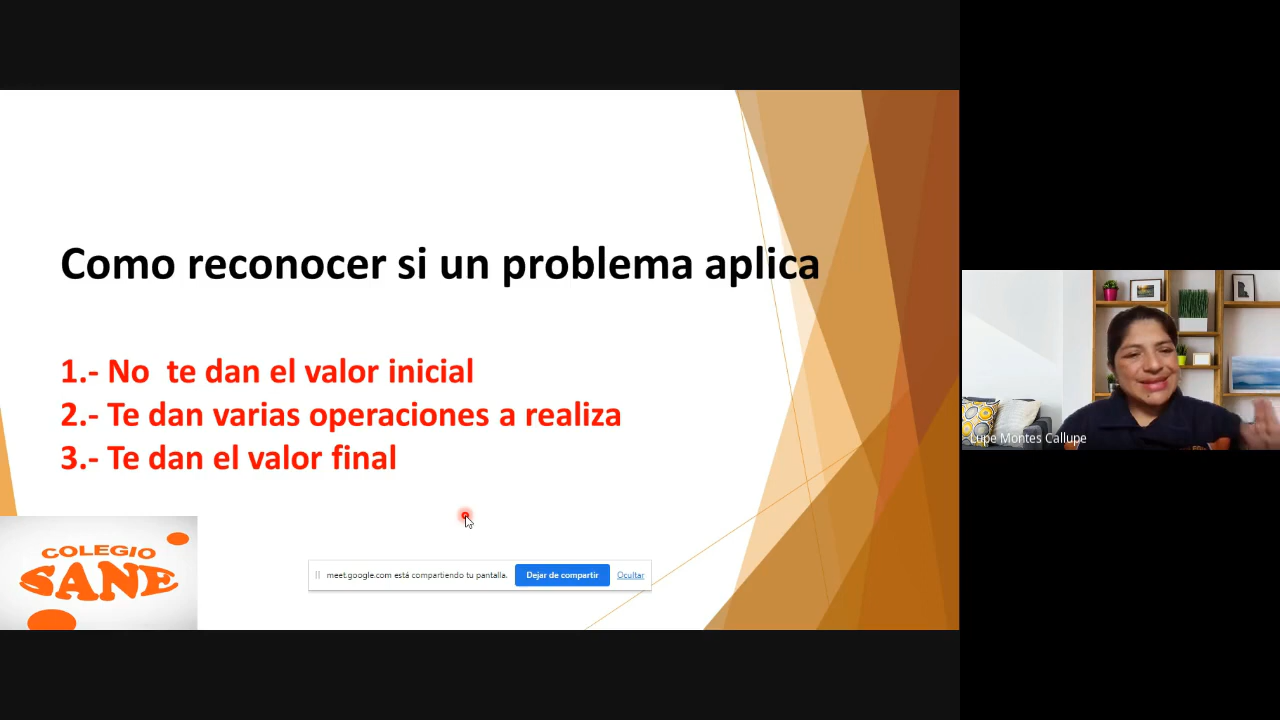 Como reconocer si un problema aplica
1.- No te dan el valor inicial
2.- Te dan varias operaciones a realiza
3.- Te dan el valor final
COLEGIO
SANE
meet.google.com está compartiendo tu pantalla.
Dejar de compartir
Ocultar
Lupe Montes Callupe